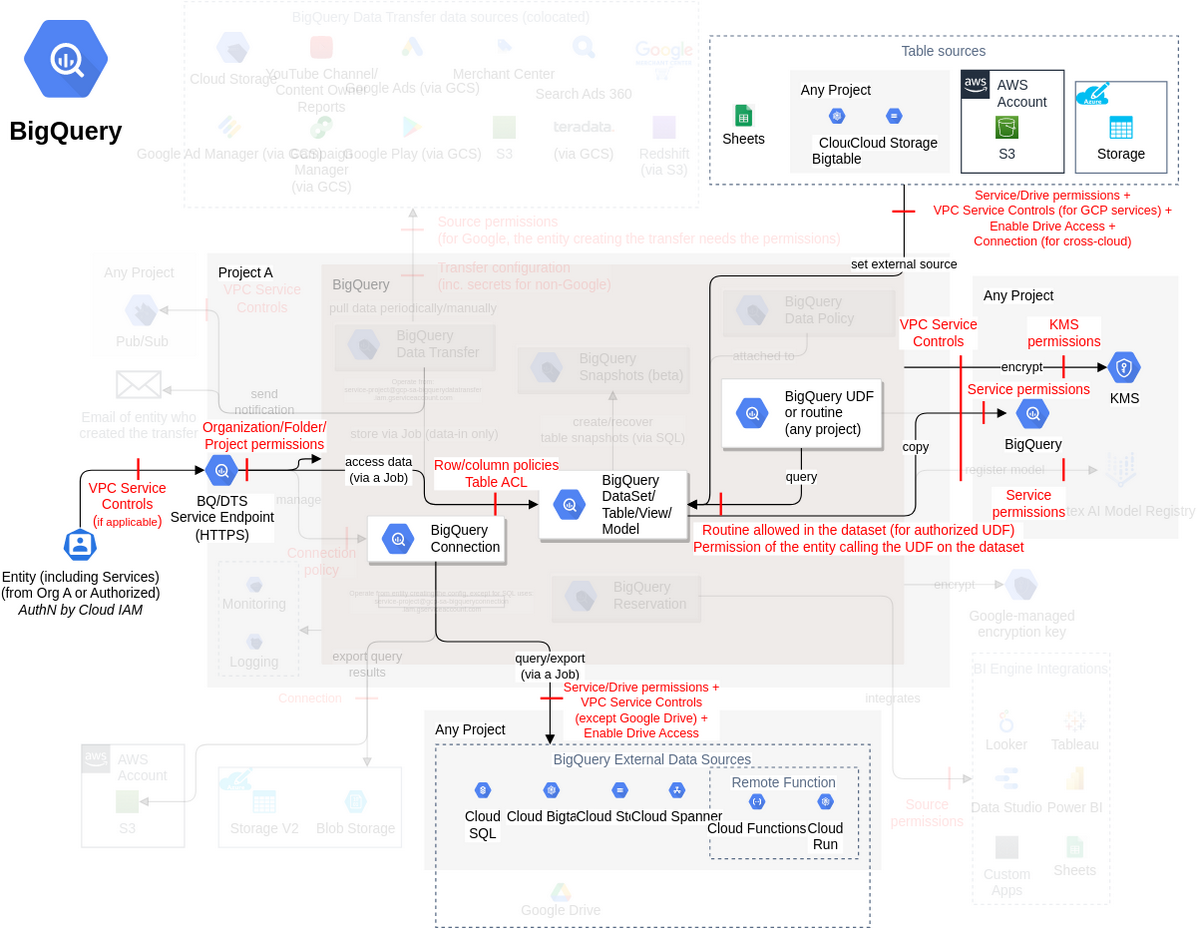 BigQuery
BigQuery Data Transfer data sources (colocated)
Cloud Storage
YouTube Channel/
Content Owner
Reports
Google Ads (via GCS)
Merchant Center
Search Ads 360
Google
Google Ad Manager (via GCS)
Campaign
Manager
(via GCS)
Google Play (via GCS)
S3
teradata.
(via GCS)
Redshift
(via S3)
Table sources
Sheets
Any Project
Cloud
Bigtable
Cloud Storage
aws
AWS
Account
S3
Azure
Storage
Service/Drive permissions +
VPC Service Controls (for GCP services) +
Enable Drive Access +
Connection (for cross-cloud)
set external source
Source permissions
(for Google, the entity creating the transfer needs the permissions)
Transfer configuration
(inc. secrets for non-Google)
Any Project
Pub/Sub
VPC Service
Controls
Email of entity who
created the transfer
Project A
BigQuery
pull data periodically/manually
BigQuery
Data Transfer
BigQuery
Snapshots (beta)
BigQuery
Data Policy
attached to
send
notification
store via Job (data-in only)
create/recover
table snapshots (via SQL)
BigQuery UDF
or routine
(any project)
Any Project
VPC Service
Controls
KMS
permissions
encrypt
KMS
Service permissions
BigQuery
copy
register model
Service
permissions
Vertex AI Model Registry
Organization/Folder/
Project permissions
VPC Service
Controls
(if applicable)
BQ/DTS
Service Endpoint
(HTTPS)
Entity (including Services)
(from Org A or Authorized)
AuthN by Cloud IAM
access data
(via a Job)
Row/column policies
Table ACL
BigQuery
DataSet/
Table/View/
Model
query
Routine allowed in the dataset (for authorized UDF)
Permission of the entity calling the UDF on the dataset
manage
Connection
policy
BigQuery
Connection
Monitoring
Logging
BigQuery
Reservation
encrypt
Google-managed
encryption key
export query
results
query/export
(via a Job)
Service/Drive permissions +
VPC Service Controls
(except Google Drive) +
Enable Drive Access
Connection
integrates
Source
permissions
BI Engine Integrations
Looker
Tableau
Data Studio
Power BI
Custom
Apps
Sheets
aws
AWS
Account
S3
Storage V2
Blob Storage
Any Project
BigQuery External Data Sources
Cloud
SQL
Cloud Bigta
Cloud St
Cloud Spanner
Remote Function
Cloud Functions
Cloud
Run
Google Drive